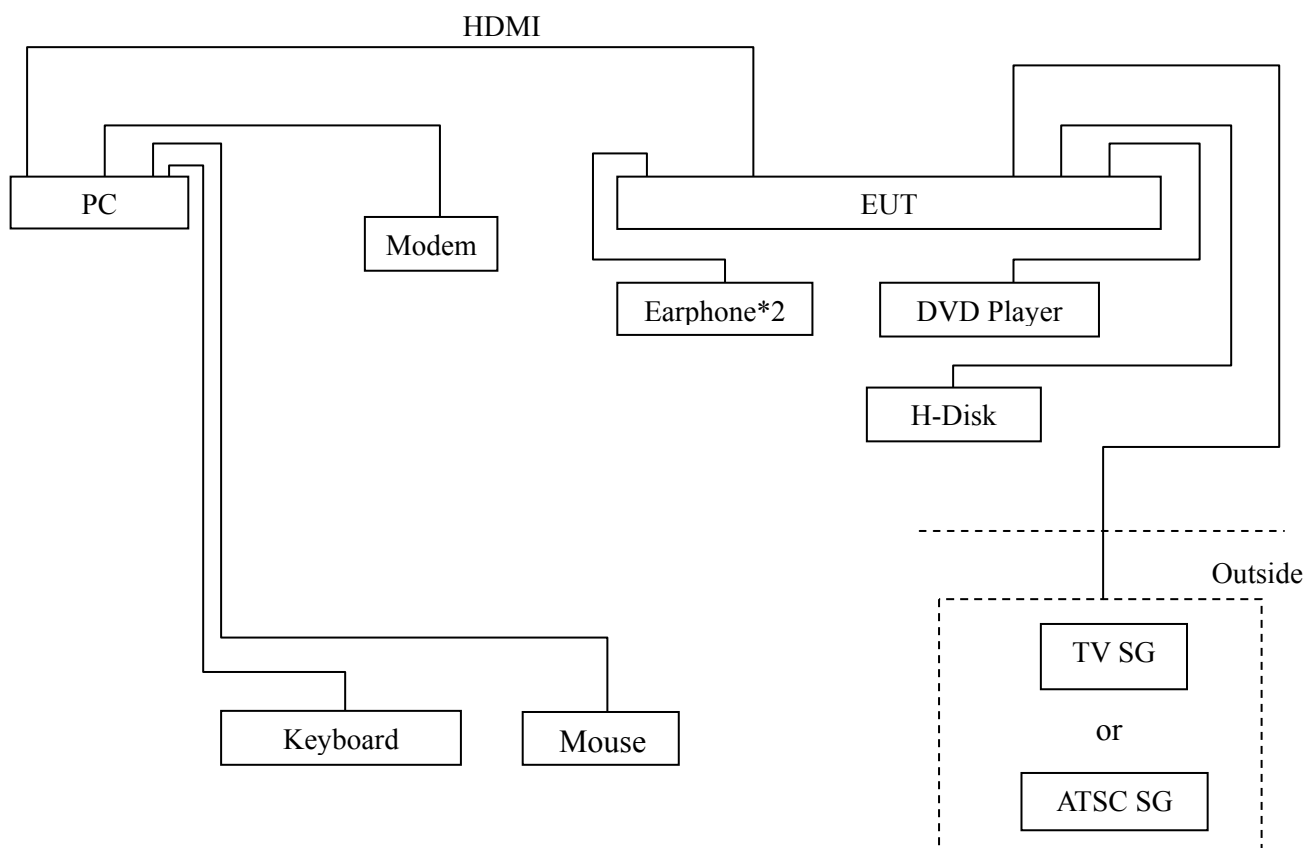 HDMI
PC
EUT
Modem
Earphone*2
DVD Player
H-Disk
Outside
TV SG
or
ATSC SG
Keyboard
Mouse